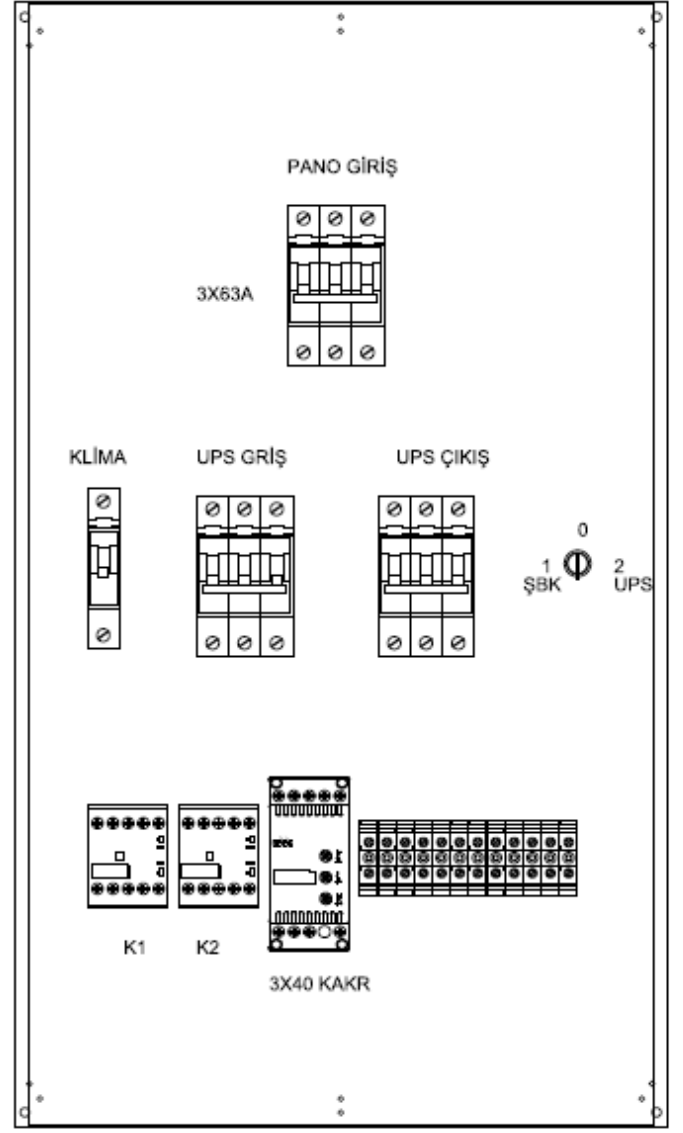 PANO GİRİŞ
3X63A
KLİMA
UPS GRİŞ
UPS ÇIKIŞ
0
1
2
ŞBK
UPS
K1
K2
3X40 KAKR